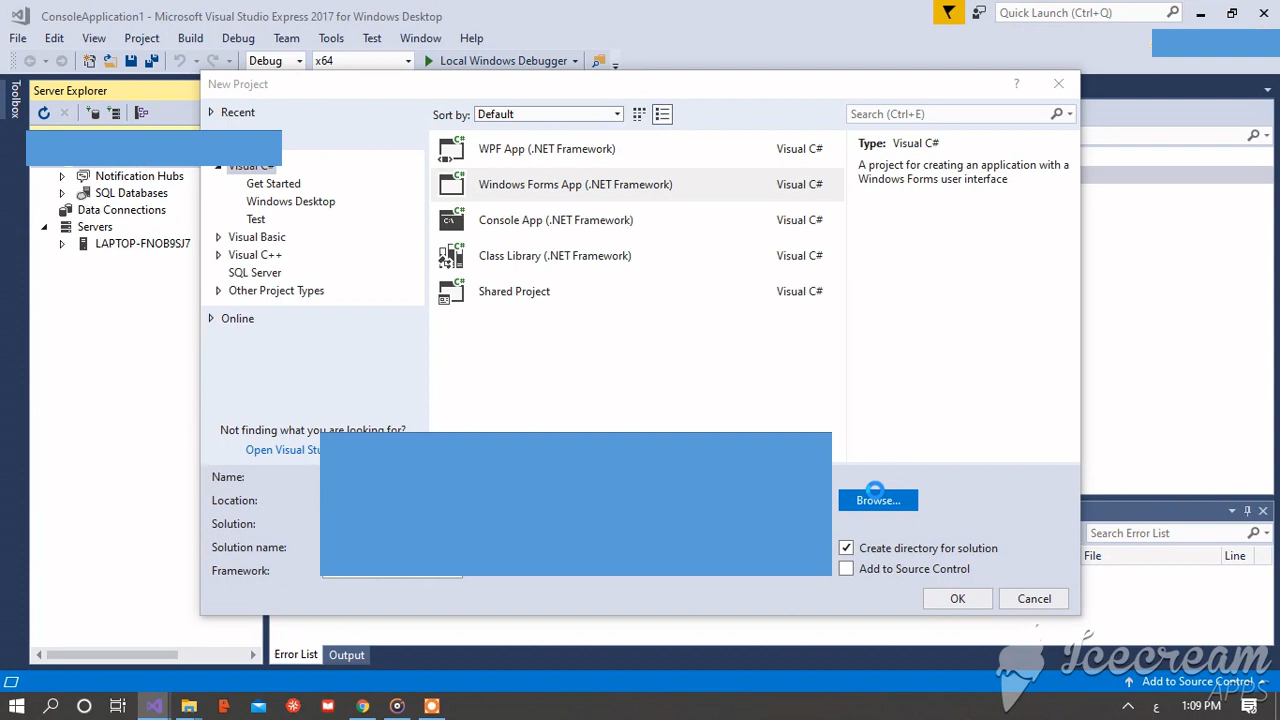 ConsoleApplication1 - Microsoft Visual Studio Express 2017 for Windows Desktop
Quick Launch (Ctrl+Q)
File Edit View Project Build Debug Team Tools Test Window Help
Debug x64 Local Windows Debugger
Toolbox
Server Explorer
Notification Hubs
SQL Databases
Data Connections
Servers
LAPTOP-FNOB9SJ7
New Project
Recent
Sort by: Default
Search (Ctrl+E)
Visual C#
Get Started
Windows Desktop
Test
Visual Basic
Visual C++
SQL Server
Other Project Types
Online
Not finding what you are looking for?
Open Visual Stu
WPF App (.NET Framework) Visual C#
Windows Forms App (.NET Framework) Visual C#
Console App (.NET Framework) Visual C#
Class Library (.NET Framework) Visual C#
Shared Project Visual C#
Type: Visual C#
A project for creating an application with a
Windows Forms user interface
Name:
Location:
Solution:
Solution name:
Framework:
Browse...
Create directory for solution
Add to Source Control
OK Cancel
Search Error List
File Line
Error List Output
Add to Source Control
Icecream
APPS
ع 1:09 PM